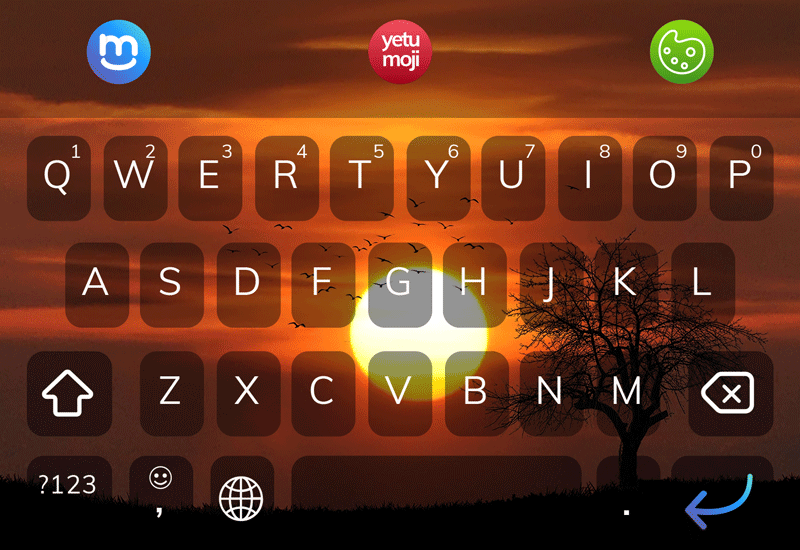 m
yetu
moji
1 2 3 4 5 6 7 8 9 0
Q W E R T Y U I O P
A S D F G H J K L
Z X C V B N M
?123 , .